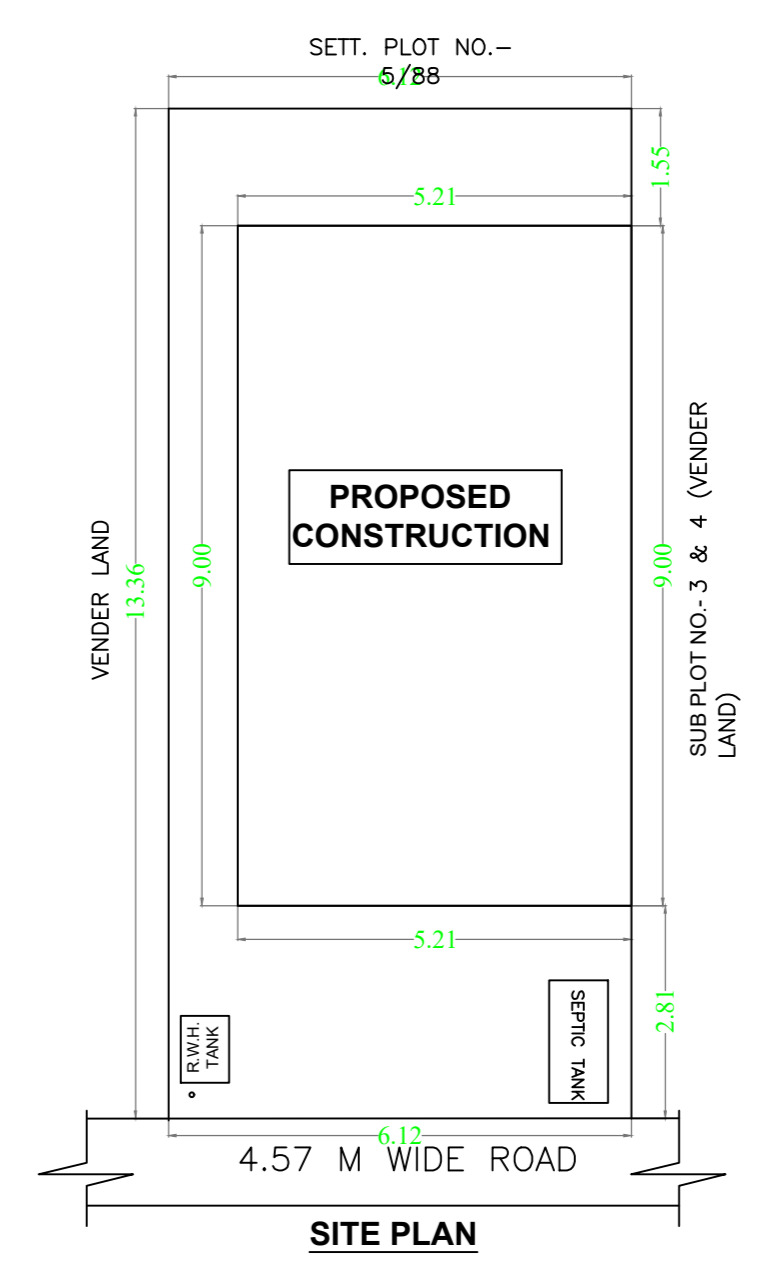 SETT. PLOT NO.-
5/88
6.12
1.55
5.21
PROPOSED
CONSTRUCTION
VENDER LAND
13.36
9.00
9.00
SUB PLOT NO.- 3 & 4 (VENDER
LAND)
5.21
R.W.H.
TANK
SEPTIC TANK
2.81
6.12
4.57 M WIDE ROAD
SITE PLAN